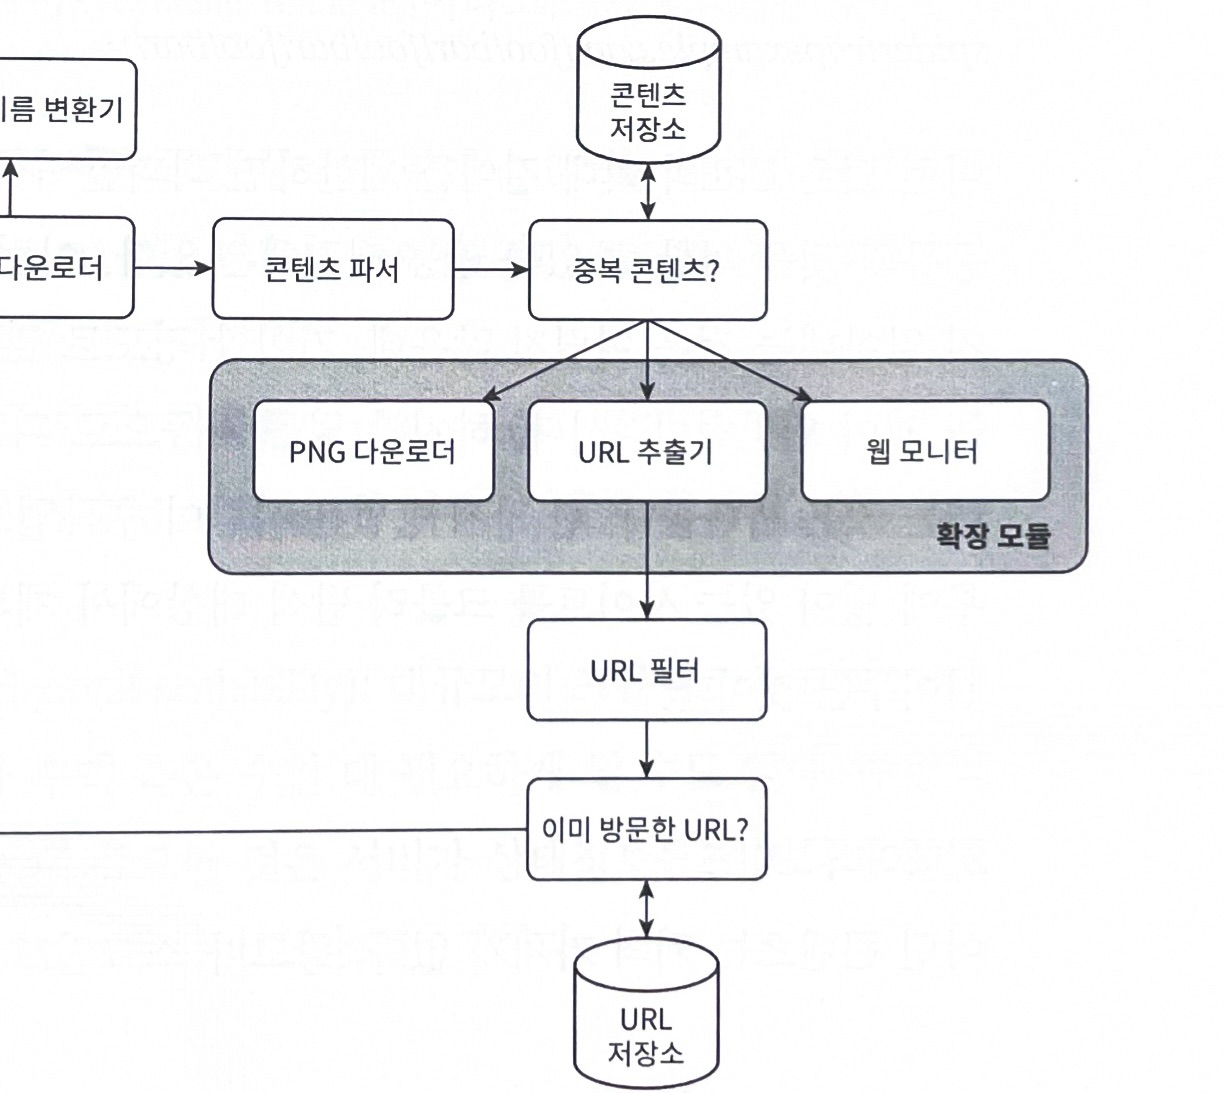 콘텐츠
저장소
이름 변환기
다운로더
콘텐츠 파서
중복 콘텐츠?
PNG 다운로더
URL 추출기
웹 모니터
확장 모듈
URL 필터
이미 방문한 URL?
URL
저장소